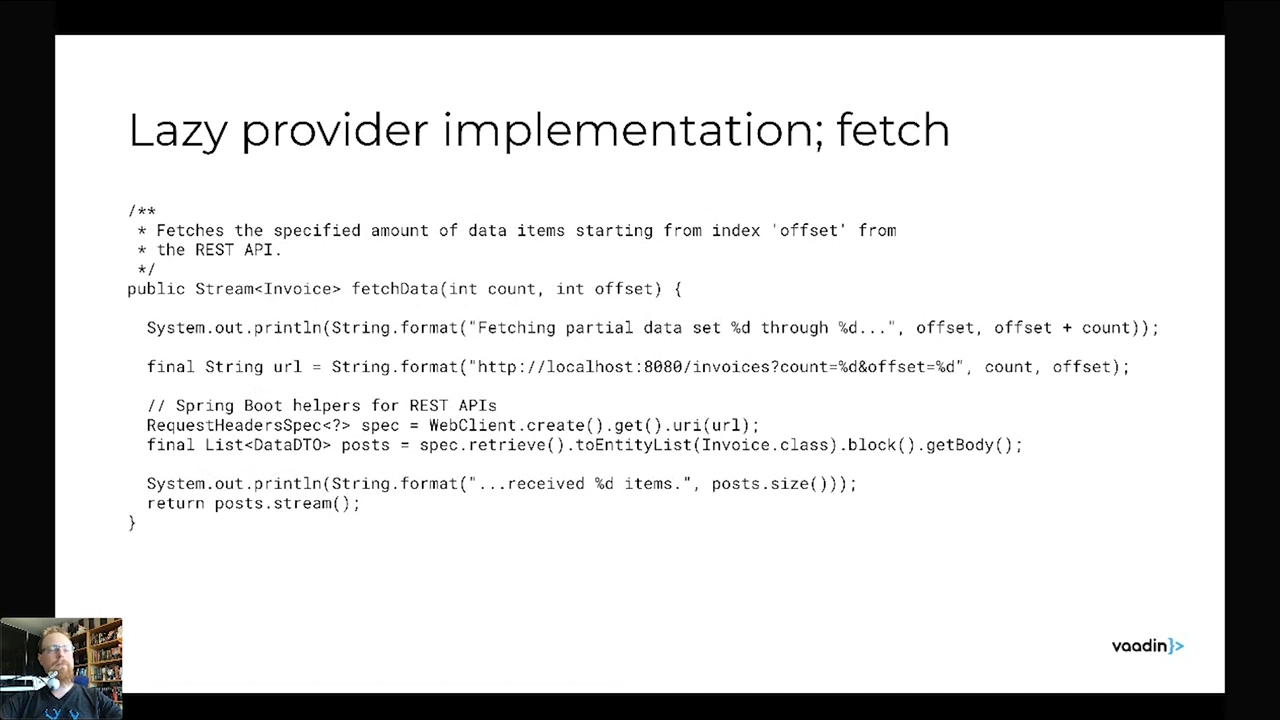 Lazy provider implementation; fetch
/**
 * Fetches the specified amount of data items starting from index 'offset' from
 * the REST API.
 */
public Stream<Invoice> fetchData(int count, int offset) {
  System.out.println(String.format("Fetching partial data set %d through %d...", offset, offset + count));
  final String url = String.format("http://localhost:8080/invoices?count=%d&offset=%d", count, offset);
  // Spring Boot helpers for REST APIs
  RequestHeadersSpec<?> spec = WebClient.create().get().uri(url);
  final List<DataDTO> posts = spec.retrieve().toEntityList(Invoice.class).block().getBody();
  System.out.println(String.format("...received %d items.", posts.size()));
  return posts.stream();
}
vaadin}>